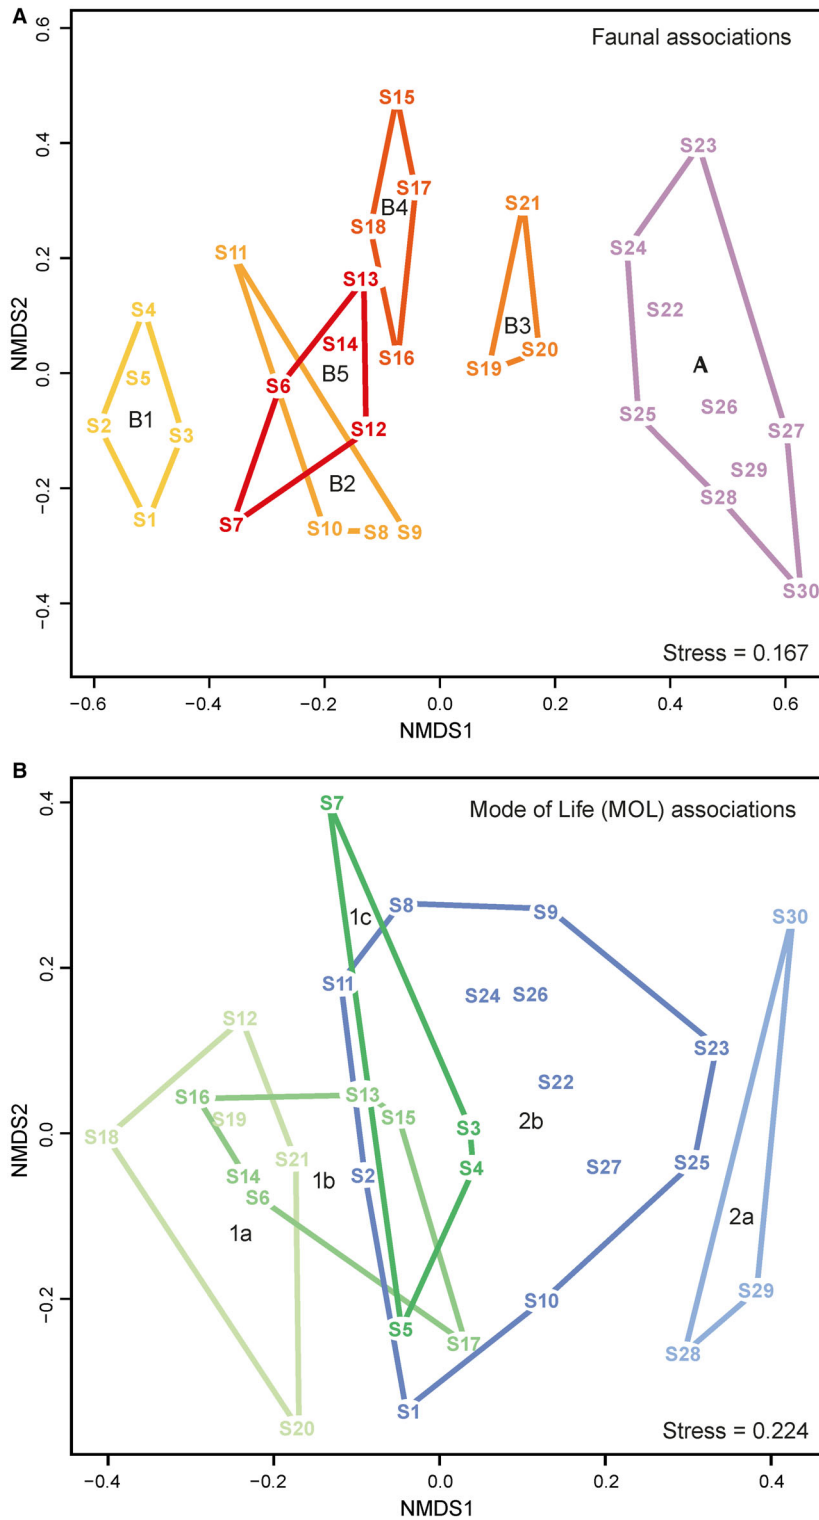 A
Faunal associations
0.6
0.4
0.2
0.0
−0.2
−0.4
NMDS2
S15
S23
S17
B4
S21
S18
S24
S11
S13
S4
S22
B3
S14
S20
S16
S19
A
S5
B5
S6
S26
S25
S2
B1
S3
S12
S27
S29
B2
S28
S1
S7
S10
S8
S9
S30
Stress = 0.167
−0.6
−0.4
−0.2
0.0
0.2
0.4
0.6
NMDS1
B
Mode of Life (MOL) associations
0.4
0.2
0.0
−0.2
NMDS2
S7
S8
1c
S9
S30
S11
S24
S26
S12
S23
S22
S16
S13
S19
S15
S3
2b
S18
S21
S4
S25
S14
S2
1b
S27
S6
1a
2a
S29
S10
S5
S17
S28
S1
S20
Stress = 0.224
−0.4
−0.2
0.0
0.2
0.4
NMDS1